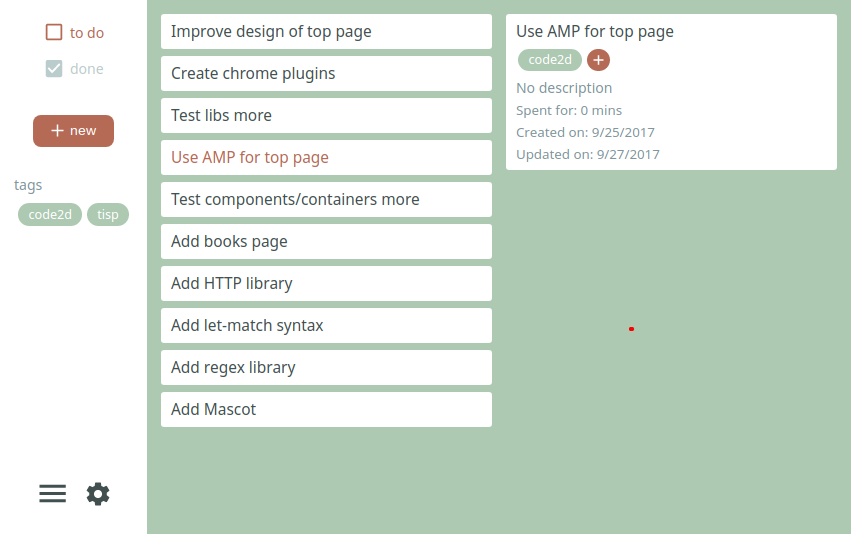 to do
done
+ new
tags
code2d tisp
Improve design of top page
Create chrome plugins
Test libs more
Use AMP for top page
Test components/containers more
Add books page
Add HTTP library
Add let-match syntax
Add regex library
Add Mascot
Use AMP for top page
code2d +
No description
Spent for: 0 mins
Created on: 9/25/2017
Updated on: 9/27/2017